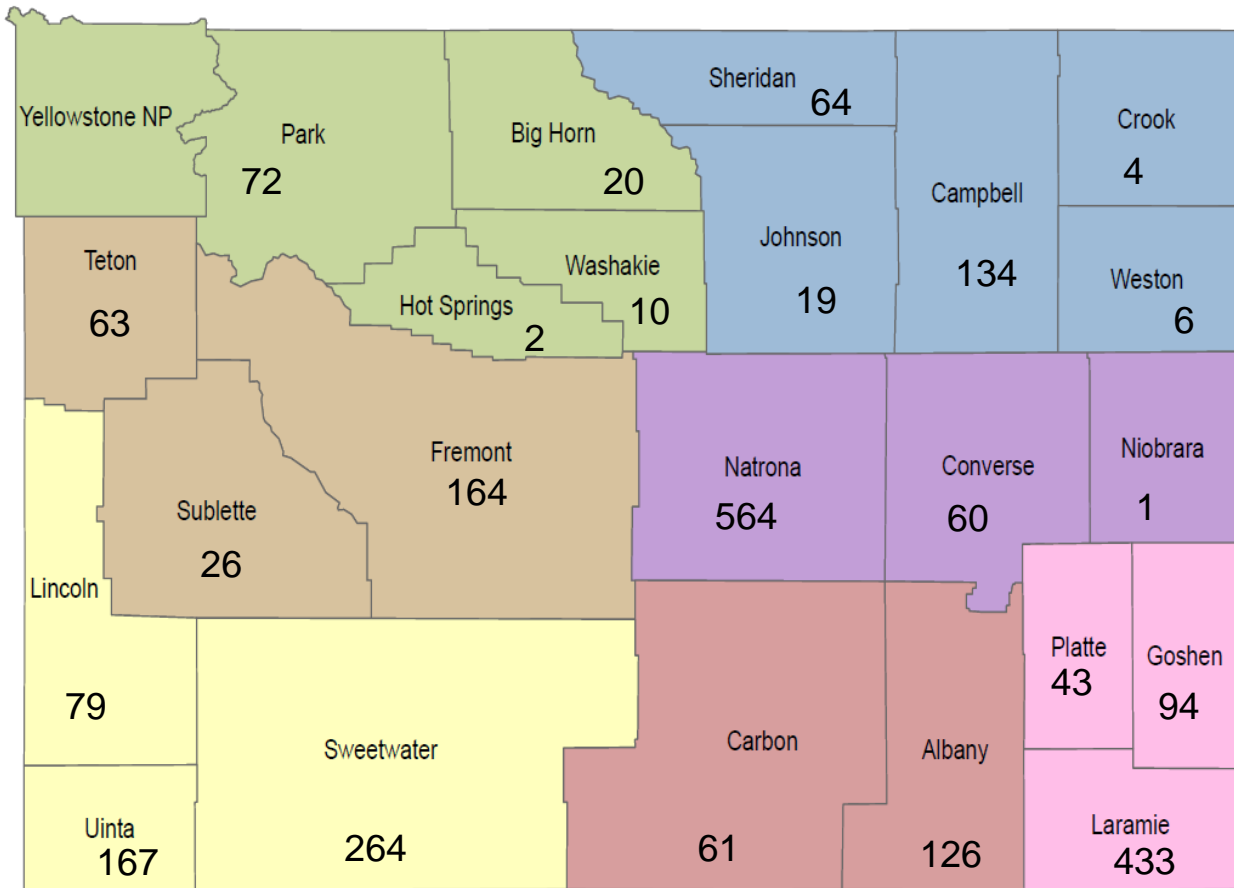 Yellowstone NP
Park
72
Big Horn
20
Sheridan
64
Crook
4
Campbell
134
Johnson
19
Weston
6
Teton
63
Washakie
10
Hot Springs
2
Fremont
164
Natrona
564
Converse
60
Niobrara
1
Sublette
26
Lincoln
79
Platte
43
Goshen
94
Sweetwater
264
Carbon
61
Albany
126
Uinta
167
Laramie
433